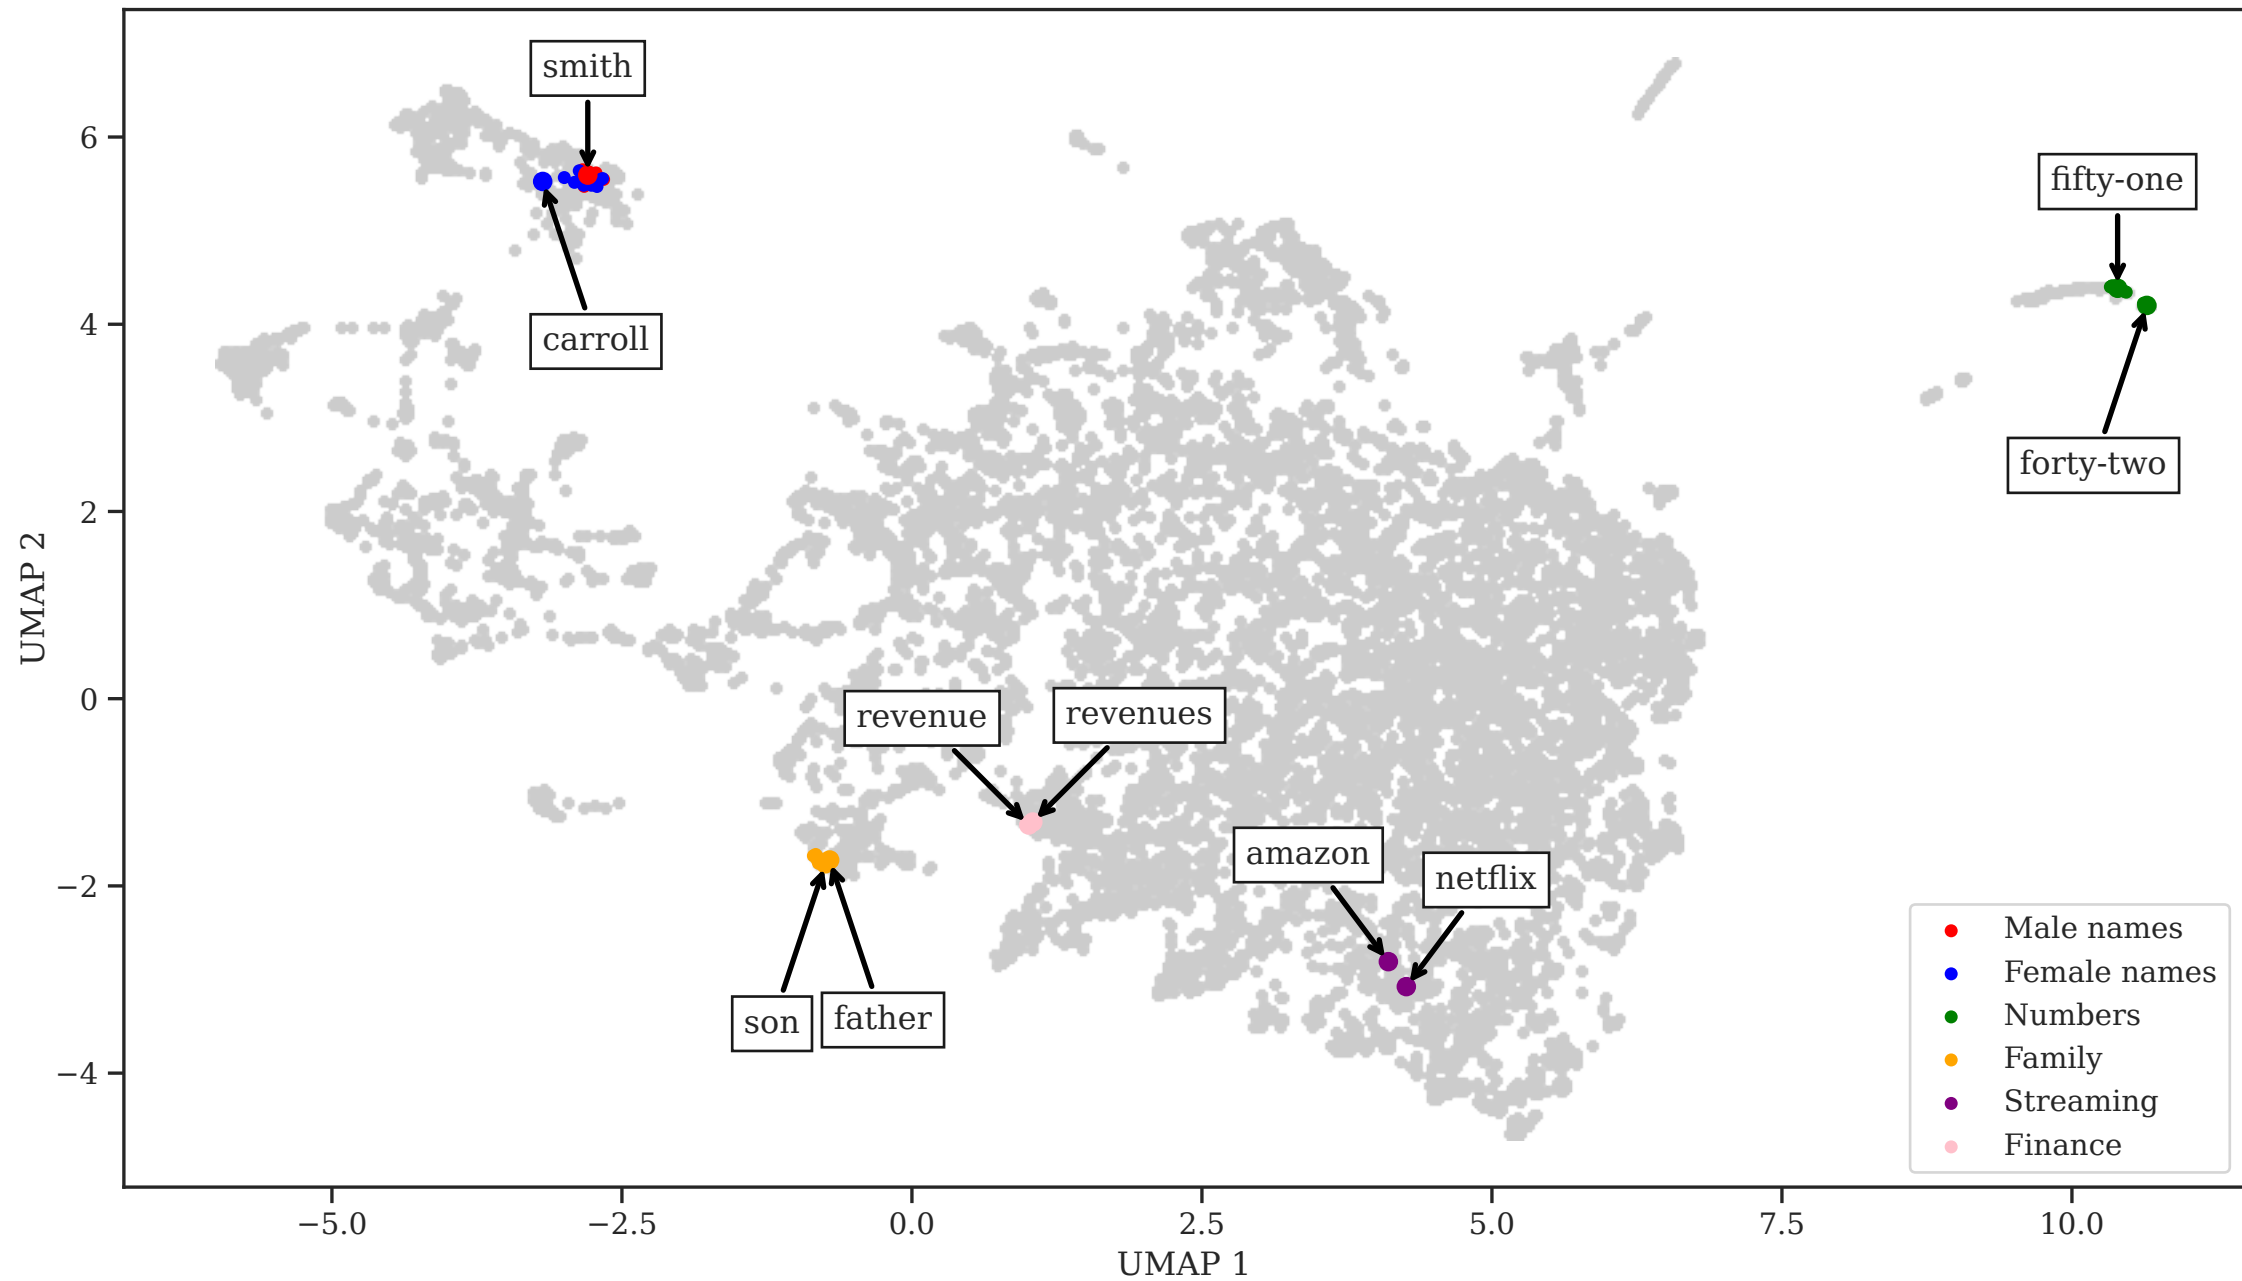 smith
carroll
fifty-one
forty-two
revenue
revenues
amazon
netflix
son
father
6
4
2
0
−2
−4
UMAP 2
−5.0
−2.5
0.0
2.5
5.0
7.5
10.0
UMAP 1
Male names
Female names
Numbers
Family
Streaming
Finance